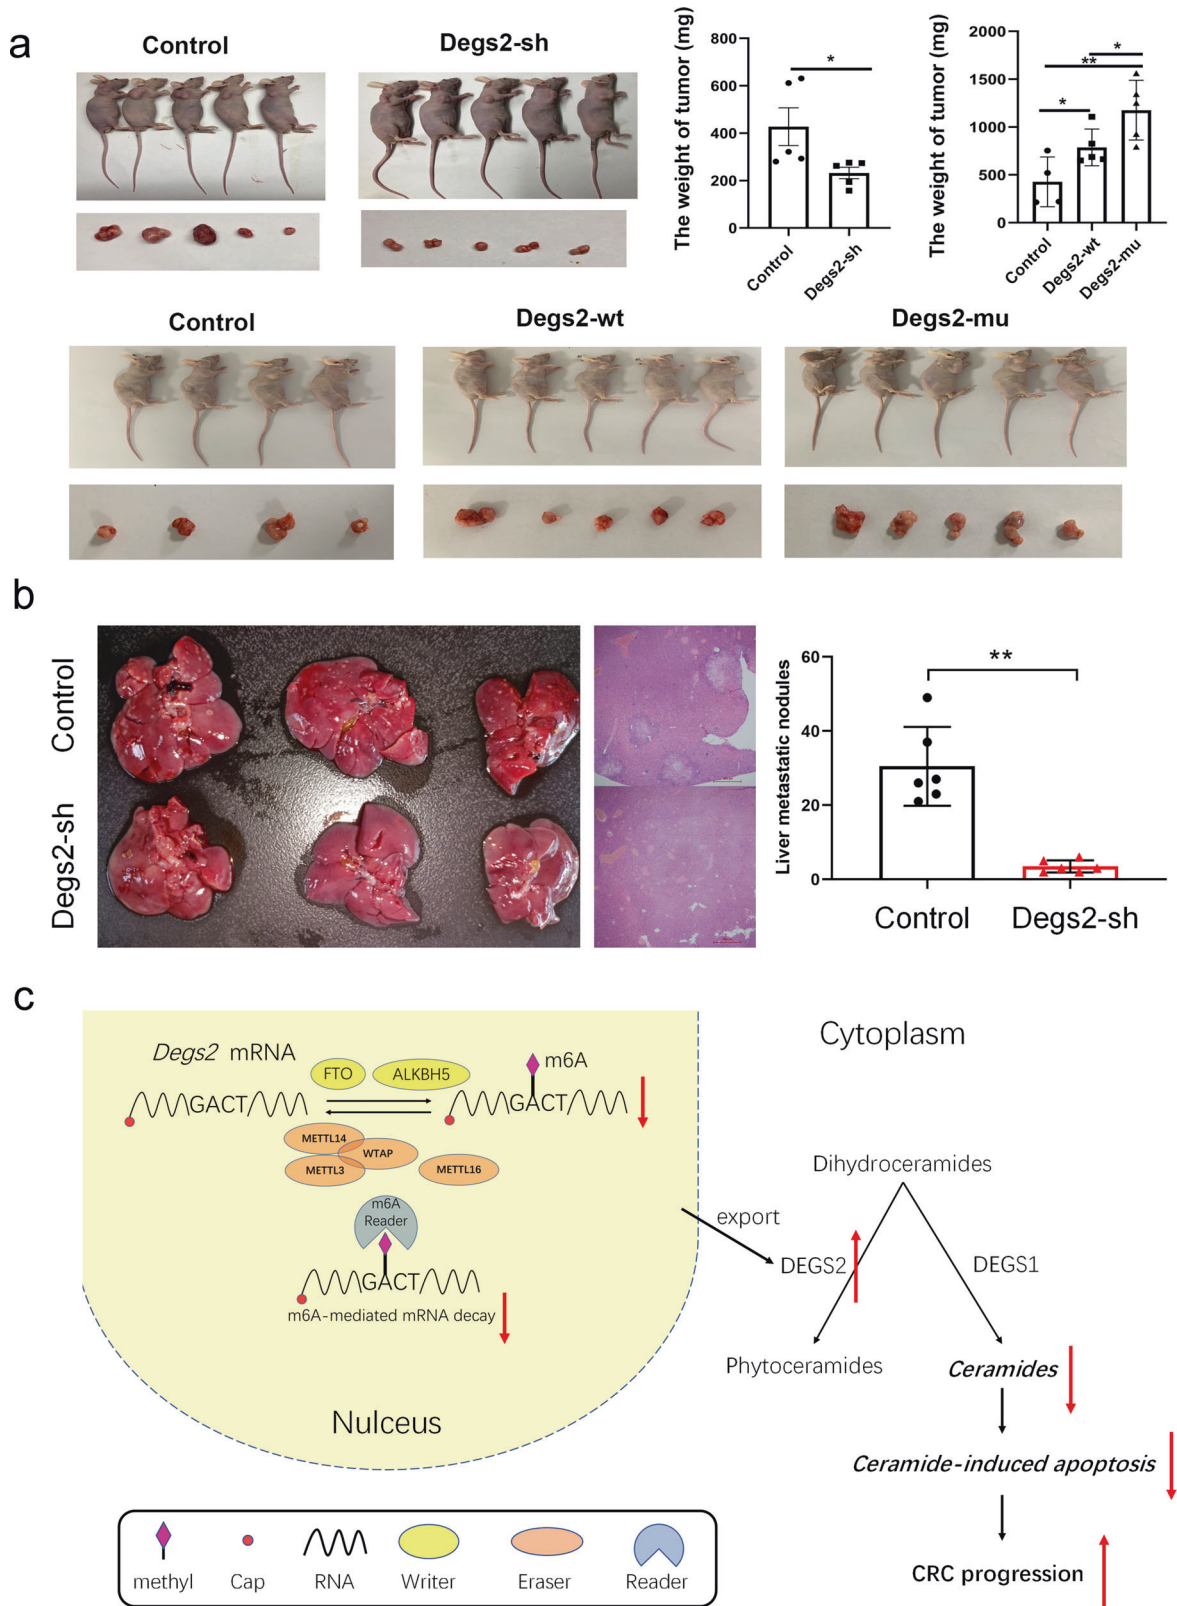 a
Control
Degs2-sh
The weight of tumor (mg)
800
600
400
200
0
*
Control
Degs2-sh
The weight of tumor (mg)
2000
1500
1000
500
0
*
**
*
Control
Degs2-wt
Degs2-mu
Control
Degs2-wt
Degs2-mu
b
Control
Degs2-sh
Liver metastatic nodules
60
40
20
0
**
Control
Degs2-sh
c
Degs2 mRNA
FTO
ALKBH5
m6A
GACT
GACT
METTL14
WTAP
METTL3
METTL16
m6A
Reader
GACT
m6A-mediated mRNA decay
Nulceus
Cytoplasm
Dihydroceramides
export
DEGS2
DEGS1
Phytoceramides
Ceramides
Ceramide-induced apoptosis
CRC progression
methyl
Cap
RNA
Writer
Eraser
Reader